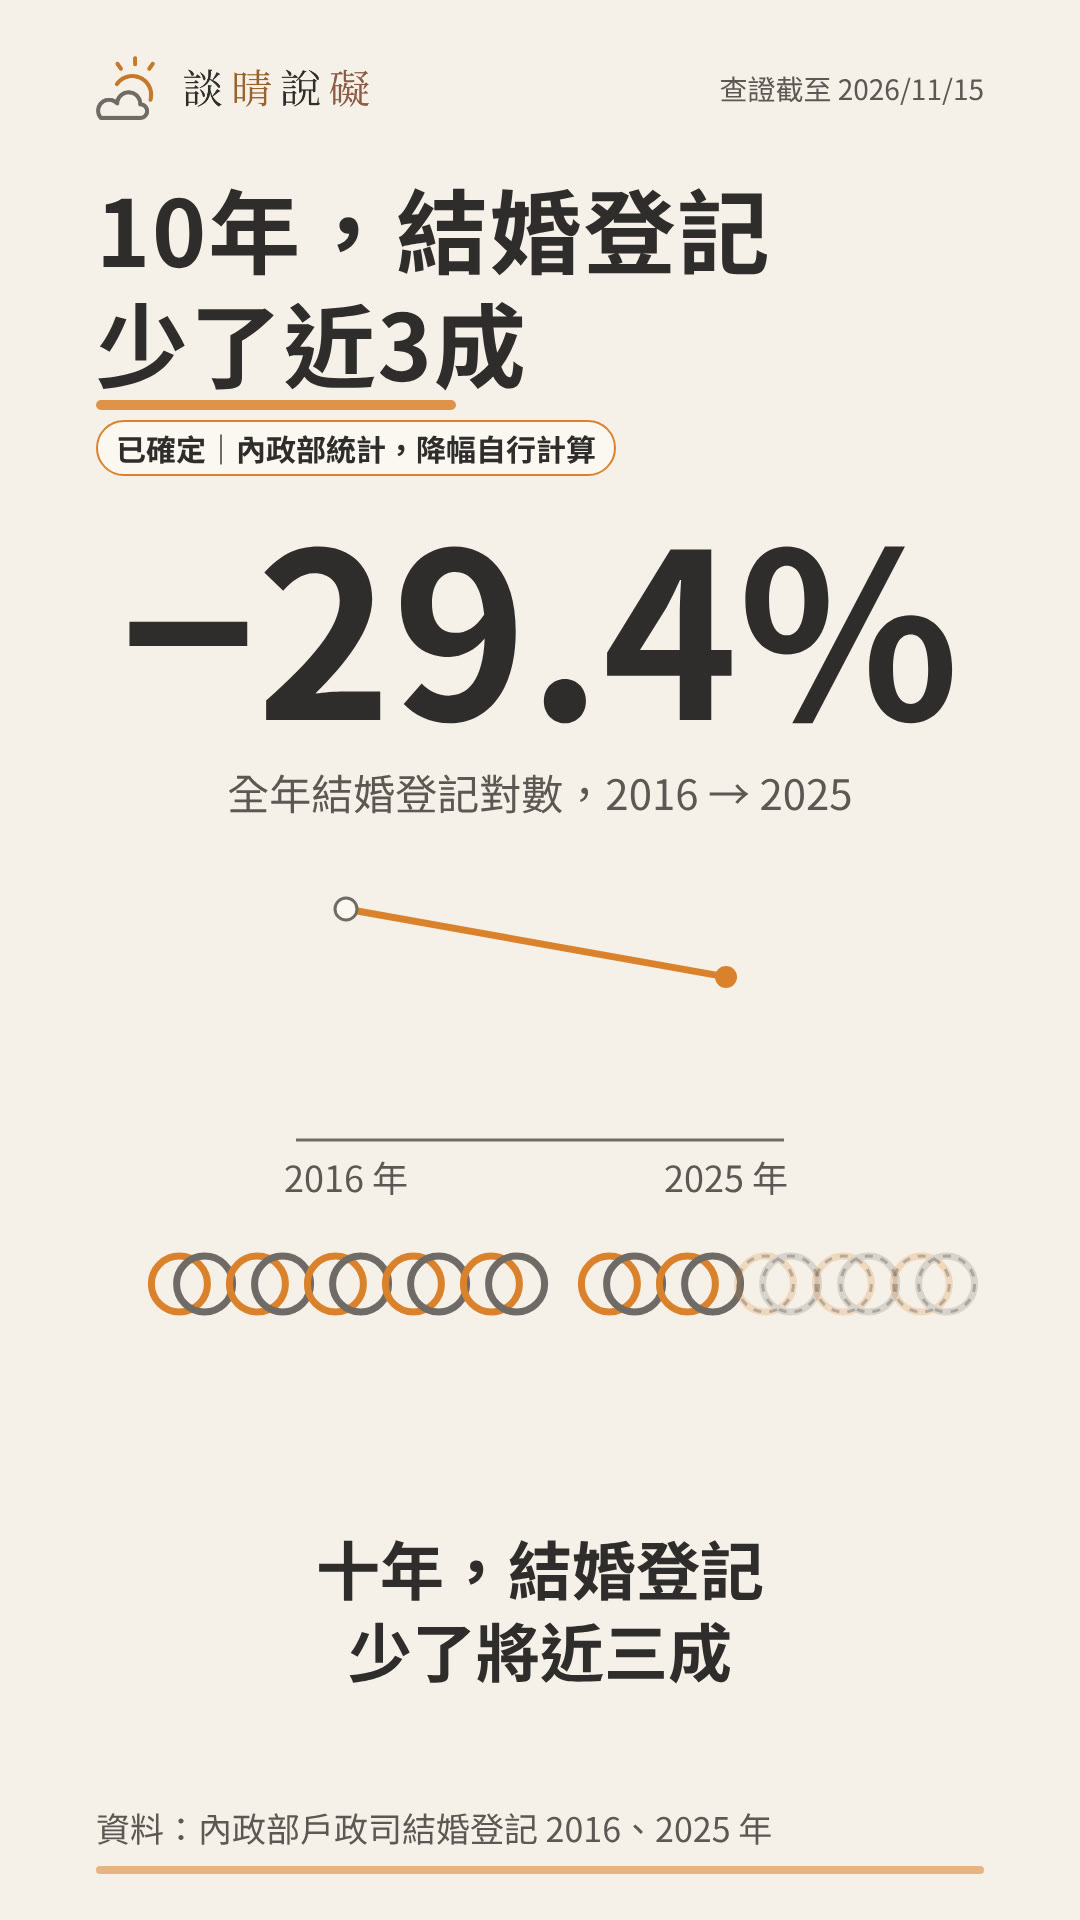 談晴說礙
查證截至 2026/11/15
10年，結婚登記
少了近3成
已確定｜內政部統計，降幅自行計算
−29.4%
全年結婚登記對數，2016 → 2025
2016 年
2025 年
十年，結婚登記
少了將近三成
資料：內政部戶政司結婚登記 2016、2025 年